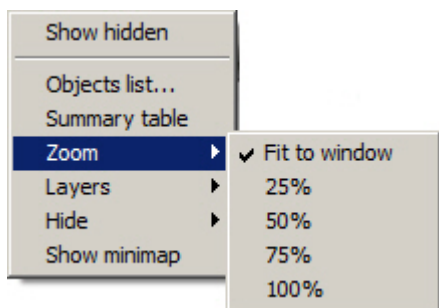 Show hidden
Objects list...
Summary table
Zoom
Layers
Hide
Show minimap
Fit to window
25%
50%
75%
100%